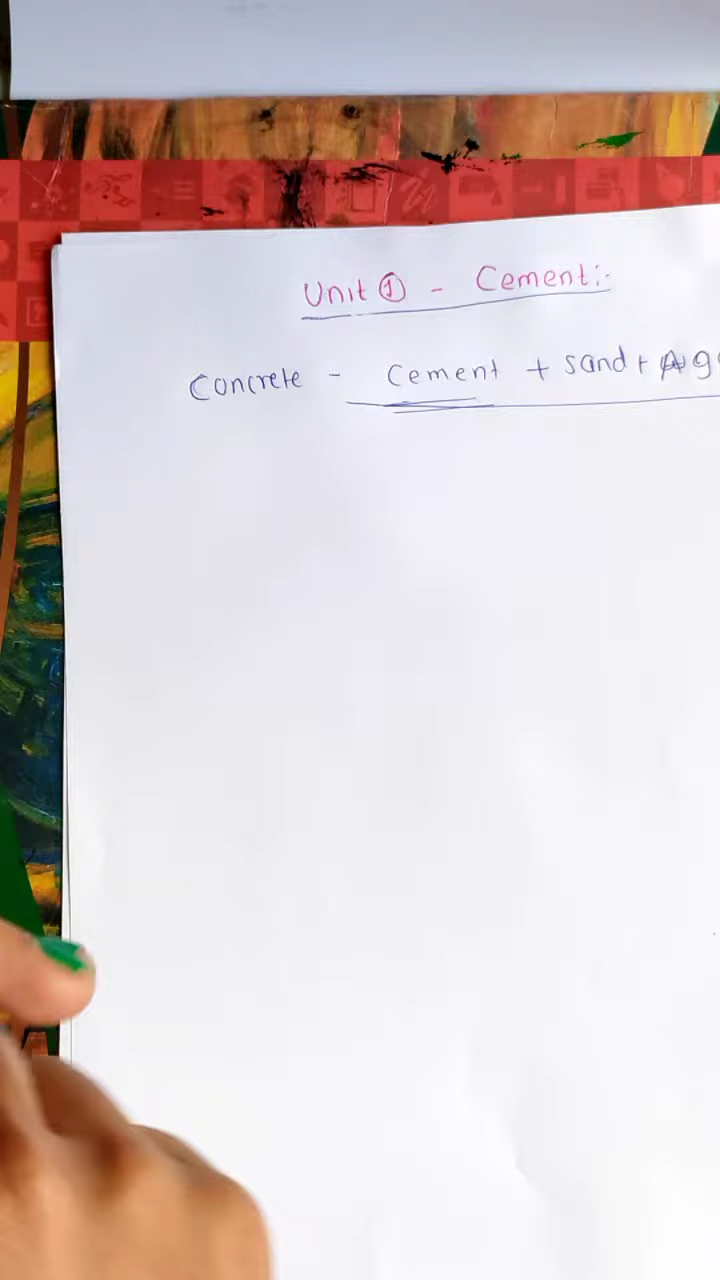 Unit ① - Cement:-
Concrete - Cement + Sand +